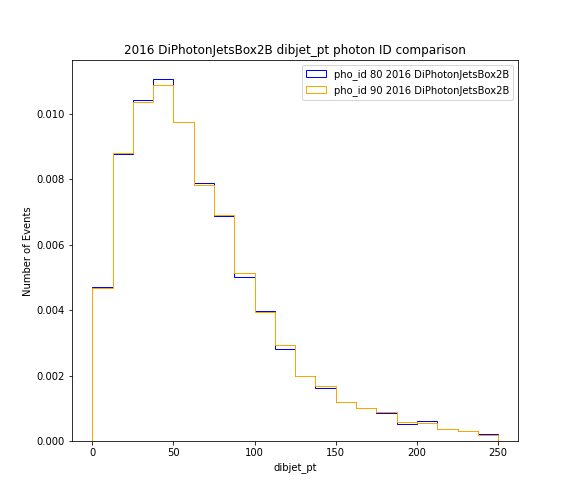 2016 DiPhotonJetsBox2B dibjet_pt photon ID comparison
pho_id 80 2016 DiPhotonJetsBox2B
pho_id 90 2016 DiPhotonJetsBox2B
Number of Events
0.010
0.008
0.006
0.004
0.002
0.000
0
50
100
150
200
250
dibjet_pt